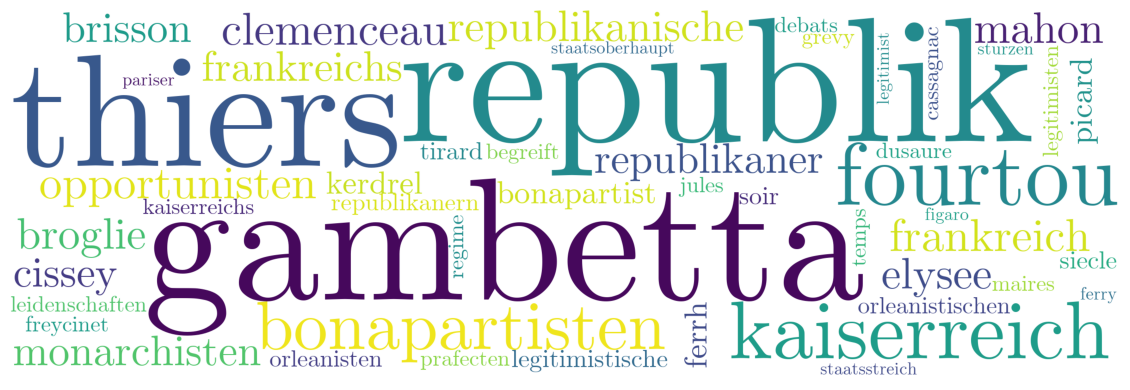 brisson
clemenceau
republikanische
debats
grevy
mahon
staatsoberhaupt
sturzen
pariser
frankreichs
thiers
republik
legitimist
cassagnac
legitimisten
picard
tirard
begreift
republikaner
dusaure
opportunisten
kerdrel
bonapartist
jules
soir
fourtou
kaiserreichs
republikanern
figaro
broglie
gambetta
regime
temps
frankreich
siecle
cissey
elysee
maires
ferry
leidenschaften
orleanistischen
freycinet
bonapartisten
ferrh
kaiserreich
monarchisten
orleanisten
prafecten
legitimistische
staatsstreich